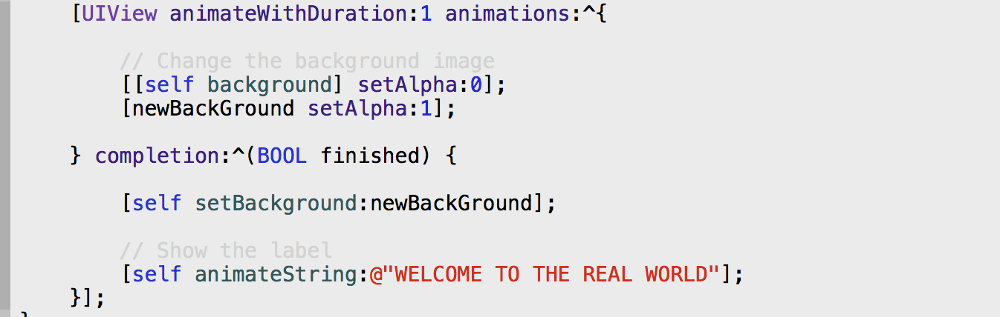 [UIView animateWithDuration:1 animations:^{
// Change the background image
[[self background] setAlpha:0];
[newBackGround setAlpha:1];
} completion:^(BOOL finished) {
[self setBackground:newBackGround];
// Show the label
[self animateString:@"WELCOME TO THE REAL WORLD"];
}];
}